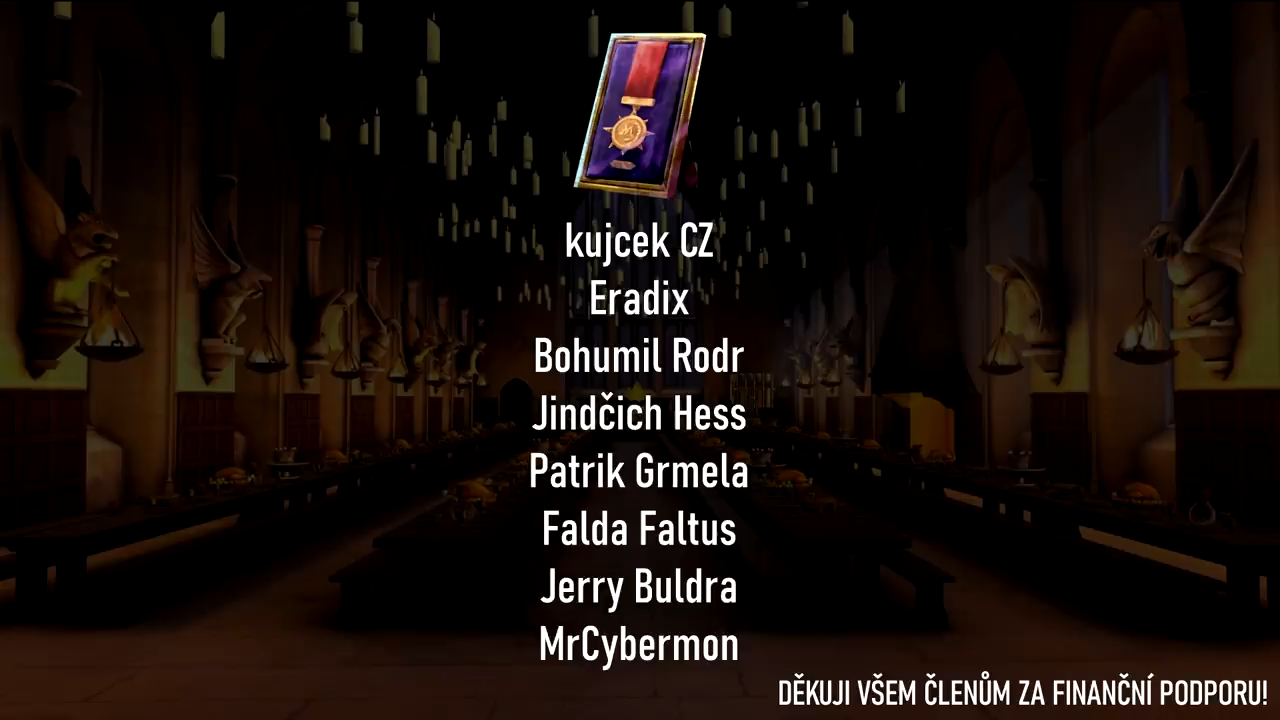 kujcek CZ
Eradix
Bohumil Rodr
Jindčich Hess
Patrik Grmela
Falda Faltus
Jerry Buldra
MrCybermon
DĚKUJI VŠEM ČLENŮM ZA FINANČNÍ PODPORU!